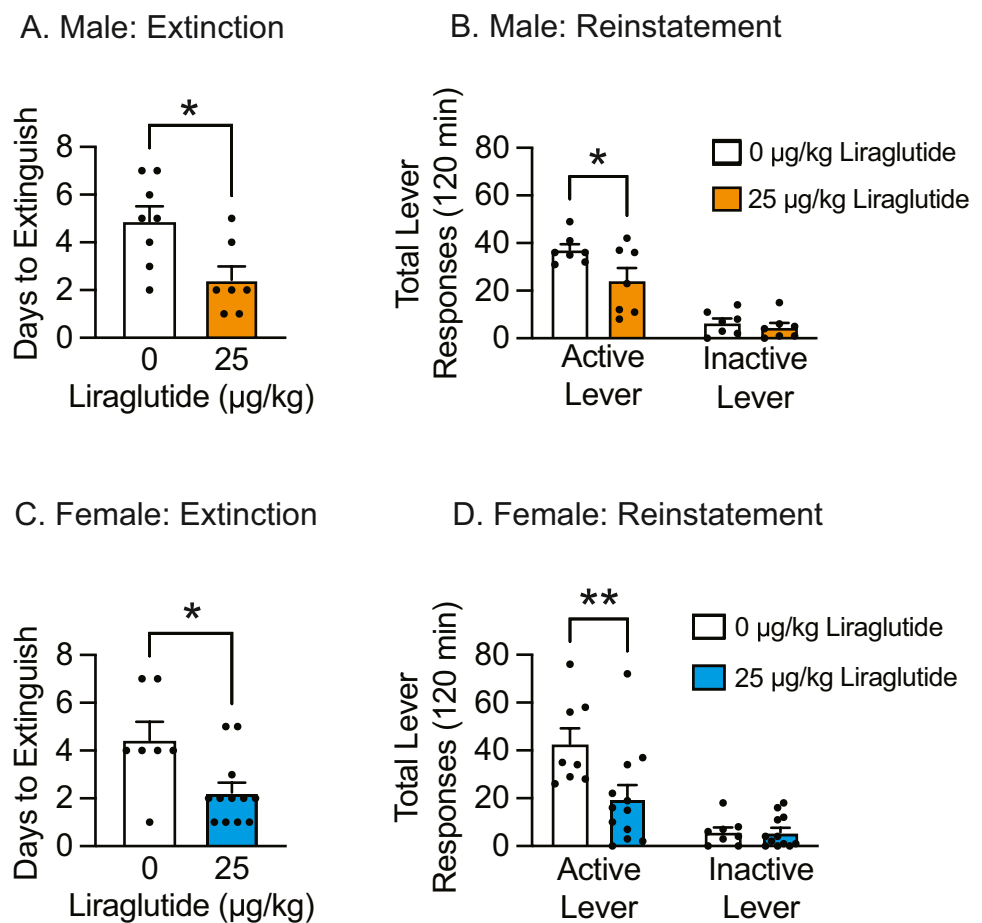 A. Male: Extinction
Days to Extinguish
8
6
4
2
0
*
0 25
Liraglutide (µg/kg)
B. Male: Reinstatement
Total Lever
Responses (120 min)
80
60
40
20
0
*
0 µg/kg Liraglutide
25 µg/kg Liraglutide
Active
Lever
Inactive
Lever
C. Female: Extinction
Days to Extinguish
8
6
4
2
0
*
0 25
Liraglutide (µg/kg)
D. Female: Reinstatement
Total Lever
Responses (120 min)
80
60
40
20
0
**
0 µg/kg Liraglutide
25 µg/kg Liraglutide
Active
Lever
Inactive
Lever